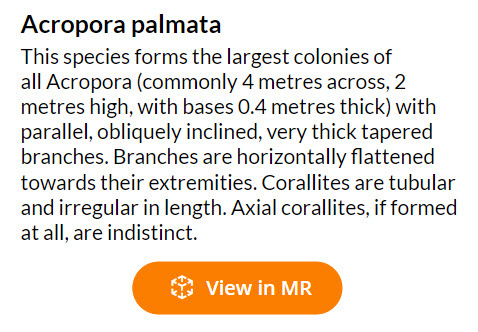 Acropora palmata
This species forms the largest colonies of
all Acropora (commonly 4 metres across, 2
metres high, with bases 0.4 metres thick) with
parallel, obliquely inclined, very thick tapered
branches. Branches are horizontally flattened
towards their extremities. Corallites are tubular
and irregular in length. Axial corallites, if formed
at all, are indistinct.
View in MR